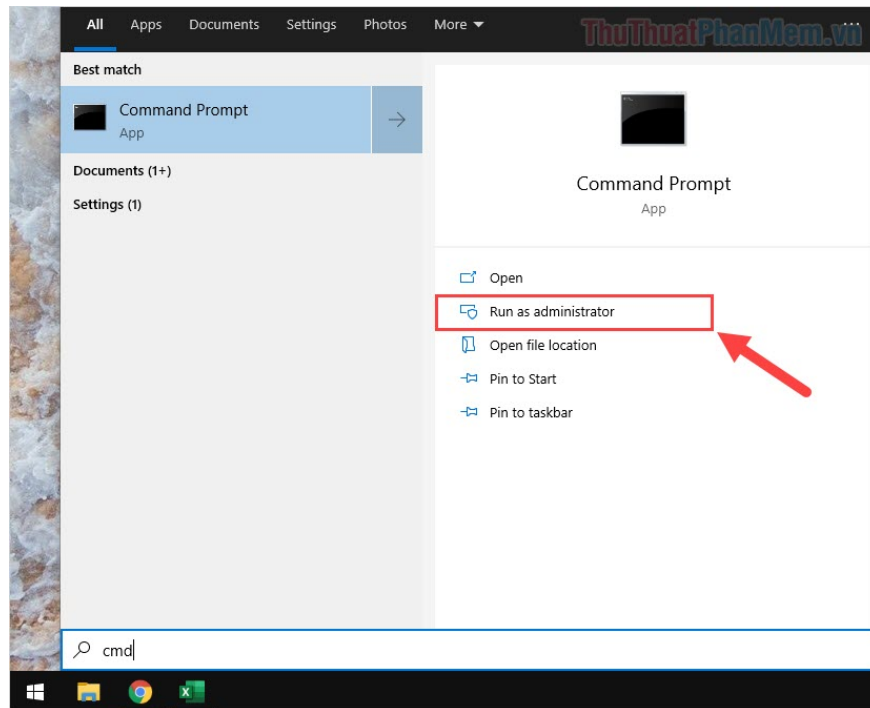 All Apps Documents Settings Photos More
ThuThuatPhanMem.vn
Best match
Command Prompt
App
Documents (1+)
Settings (1)
Command Prompt
App
Open
Run as administrator
Open file location
Pin to Start
Pin to taskbar
cmd